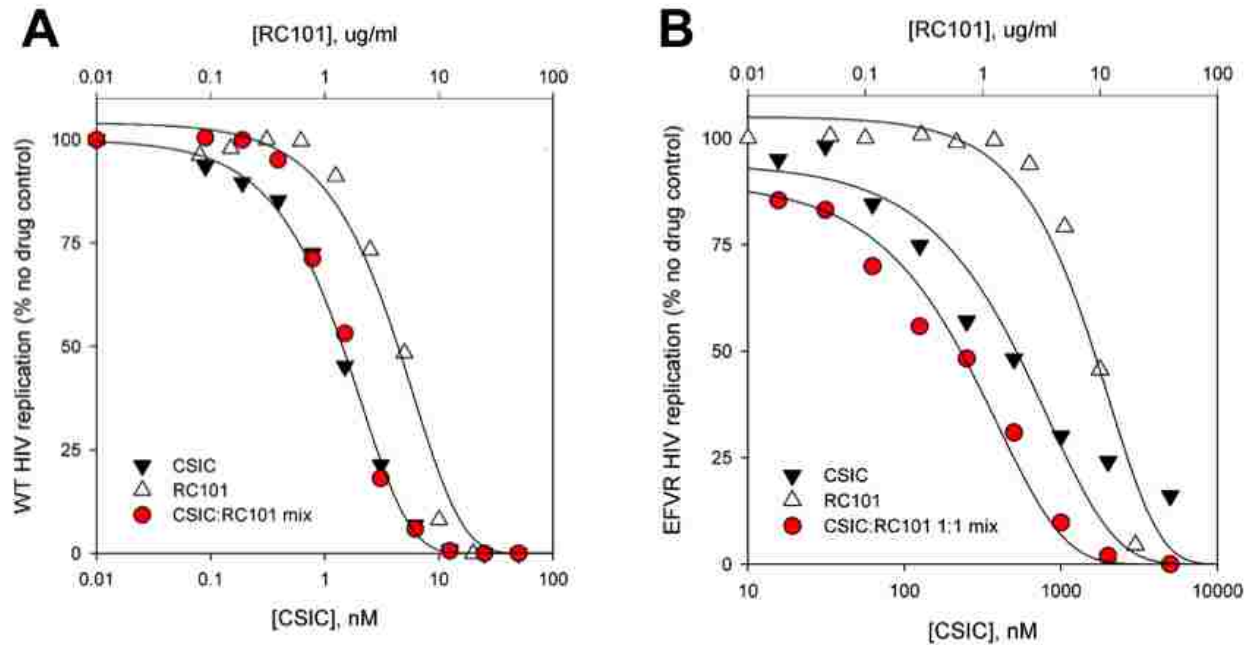 A
[RC101], ug/ml
0.01 0.1 1 10 100
WT HIV replication (% no drug control)
100
75
50
25
0
CSIC
RC101
CSIC:RC101 mix
0.01 0.1 1 10 100
[CSIC], nM
B
[RC101], ug/ml
0.01 0.1 1 10 100
EFVR HIV replication (% no drug control)
100
75
50
25
0
CSIC
RC101
CSIC:RC101 1:1 mix
10 100 1000 10000
[CSIC], nM